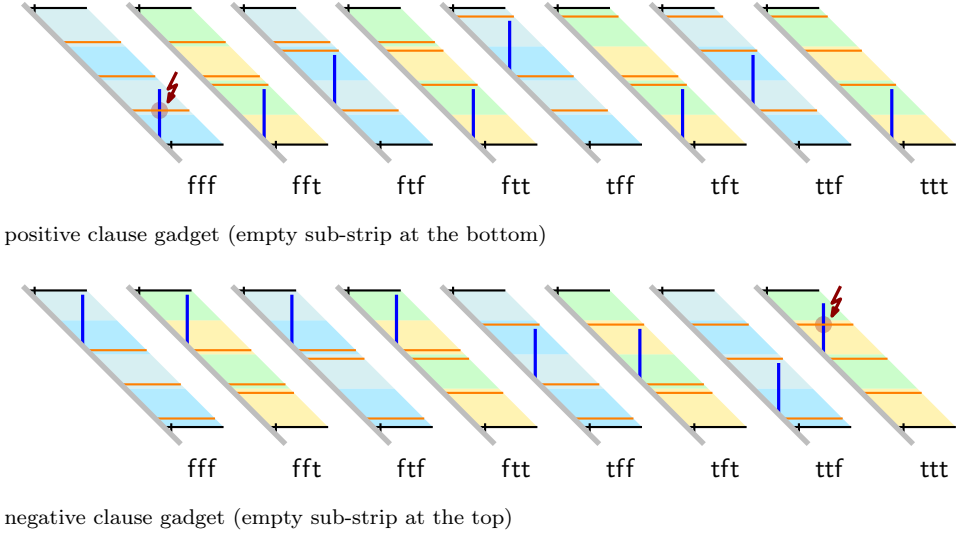 fff fft ftf ftt tff tft ttf ttt
positive clause gadget (empty sub-strip at the bottom)
fff fft ftf ftt tff tft ttf ttt
negative clause gadget (empty sub-strip at the top)